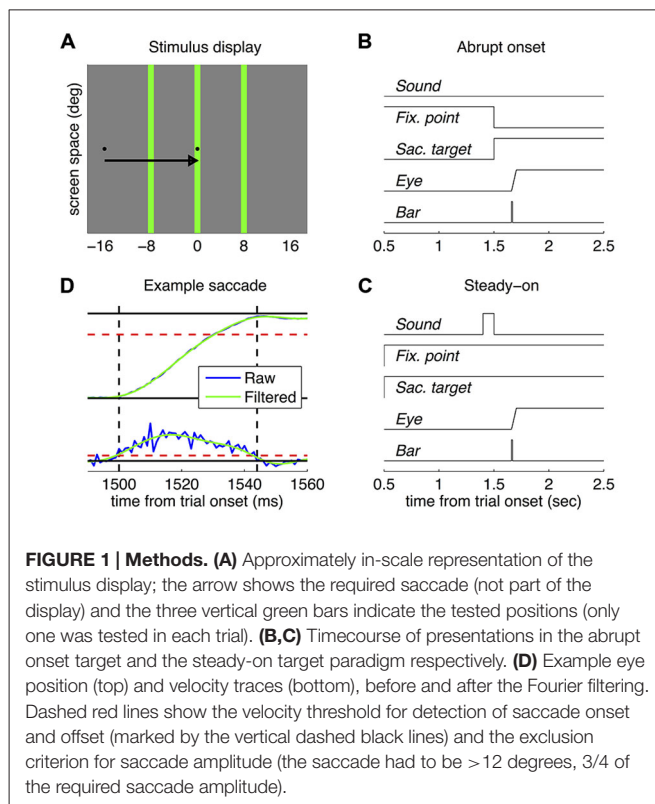 A
Stimulus display
screen space (deg)
−16 -8 0 8 16
B
Abrupt onset
Sound
Fix. point
Sac. target
Eye
Bar
0.5 1 1.5 2 2.5
D
Example saccade
Raw
Filtered
1500 1520 1540 1560
time from trial onset (ms)
C
Steady−on
Sound
Fix. point
Sac. target
Eye
Bar
0.5 1 1.5 2 2.5
time from trial onset (sec)
FIGURE 1 | Methods. (A) Approximately in-scale representation of the
stimulus display; the arrow shows the required saccade (not part of the
display) and the three vertical green bars indicate the tested positions (only
one was tested in each trial). (B,C) Timecourse of presentations in the abrupt
onset target and the steady-on target paradigm respectively. (D) Example eye
position (top) and velocity traces (bottom), before and after the Fourier filtering.
Dashed red lines show the velocity threshold for detection of saccade onset
and offset (marked by the vertical dashed black lines) and the exclusion
criterion for saccade amplitude (the saccade had to be >12 degrees, 3/4 of
the required saccade amplitude).